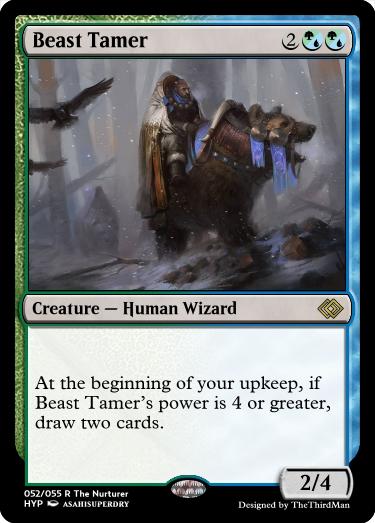 Beast Tamer 2
Creature — Human Wizard
At the beginning of your upkeep, if
Beast Tamer's power is 4 or greater,
draw two cards.
2/4
052/055 R The Nurturer
HYP ASAHISUPERDRY Designed by TheThirdMan